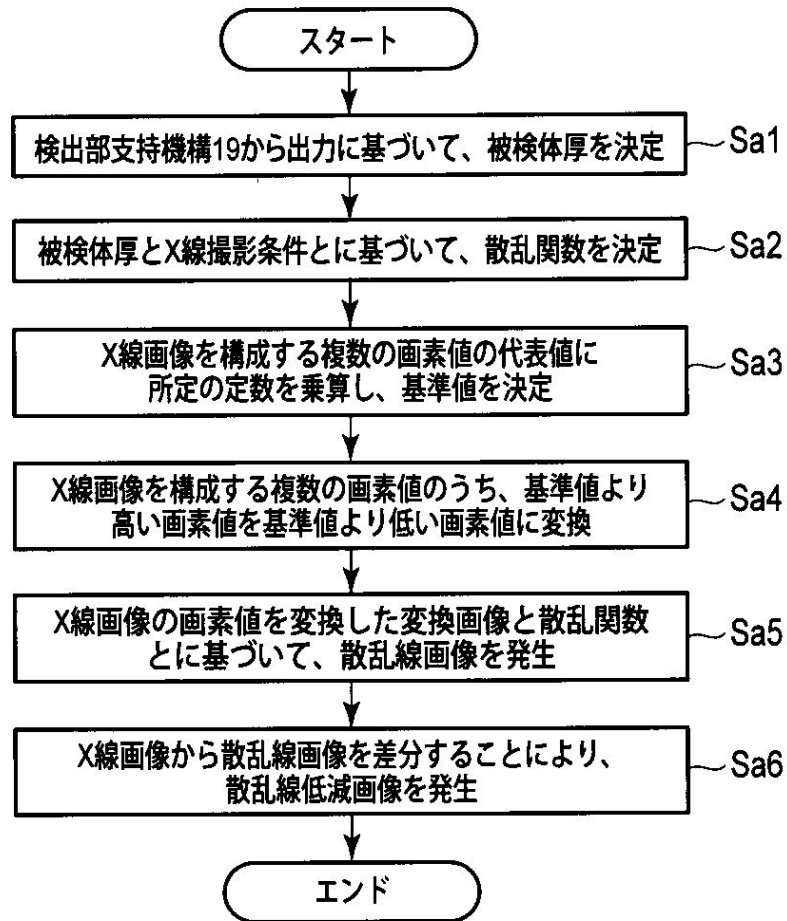 スタート
検出部支持機構19から出力に基づいて、被検体厚を決定
Sa1
被検体厚とX線撮影条件とに基づいて、散乱関数を決定
Sa2
X線画像を構成する複数の画素値の代表値に
所定の定数を乗算し、基準値を決定
Sa3
X線画像を構成する複数の画素値のうち、基準値より
高い画素値を基準値より低い画素値に変換
Sa4
X線画像の画素値を変換した変換画像と散乱関数
とに基づいて、散乱線画像を発生
Sa5
X線画像から散乱線画像を差分することにより、
散乱線低減画像を発生
Sa6
エンド